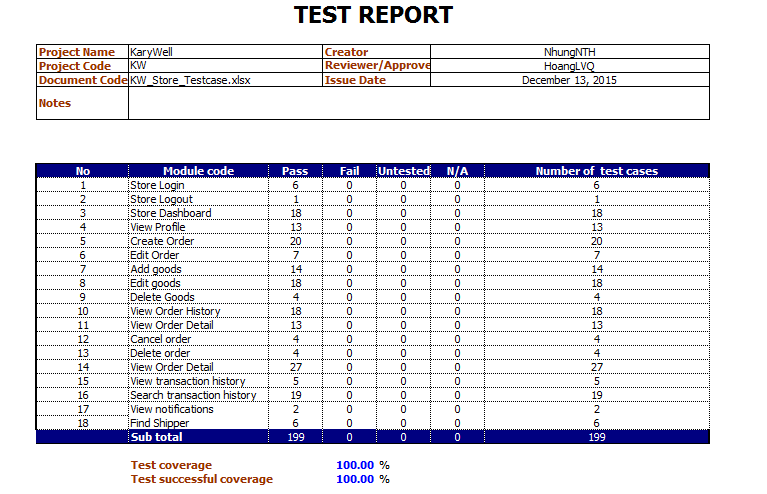 TEST REPORT
Project Name KaryWell Creator NhungNTH
Project Code KW Reviewer/Approve HoangLVQ
Document Code KW_Store_Testcase.xlsx Issue Date December 13, 2015
Notes
No Module code Pass Fail Untested N/A Number of test cases
1 Store Login 6 0 0 0 6
2 Store Logout 1 0 0 0 1
3 Store Dashboard 18 0 0 0 18
4 View Profile 13 0 0 0 13
5 Create Order 20 0 0 0 20
6 Edit Order 7 0 0 0 7
7 Add goods 14 0 0 0 14
8 Edit goods 18 0 0 0 18
9 Delete Goods 4 0 0 0 4
10 View Order History 18 0 0 0 18
11 View Order Detail 13 0 0 0 13
12 Cancel order 4 0 0 0 4
13 Delete order 4 0 0 0 4
14 View Order Detail 27 0 0 0 27
15 View transaction history 5 0 0 0 5
16 Search transaction history 19 0 0 0 19
17 View notifications 2 0 0 0 2
18 Find Shipper 6 0 0 0 6
Sub total 199 0 0 0 199
Test coverage 100.00 %
Test successful coverage 100.00 %